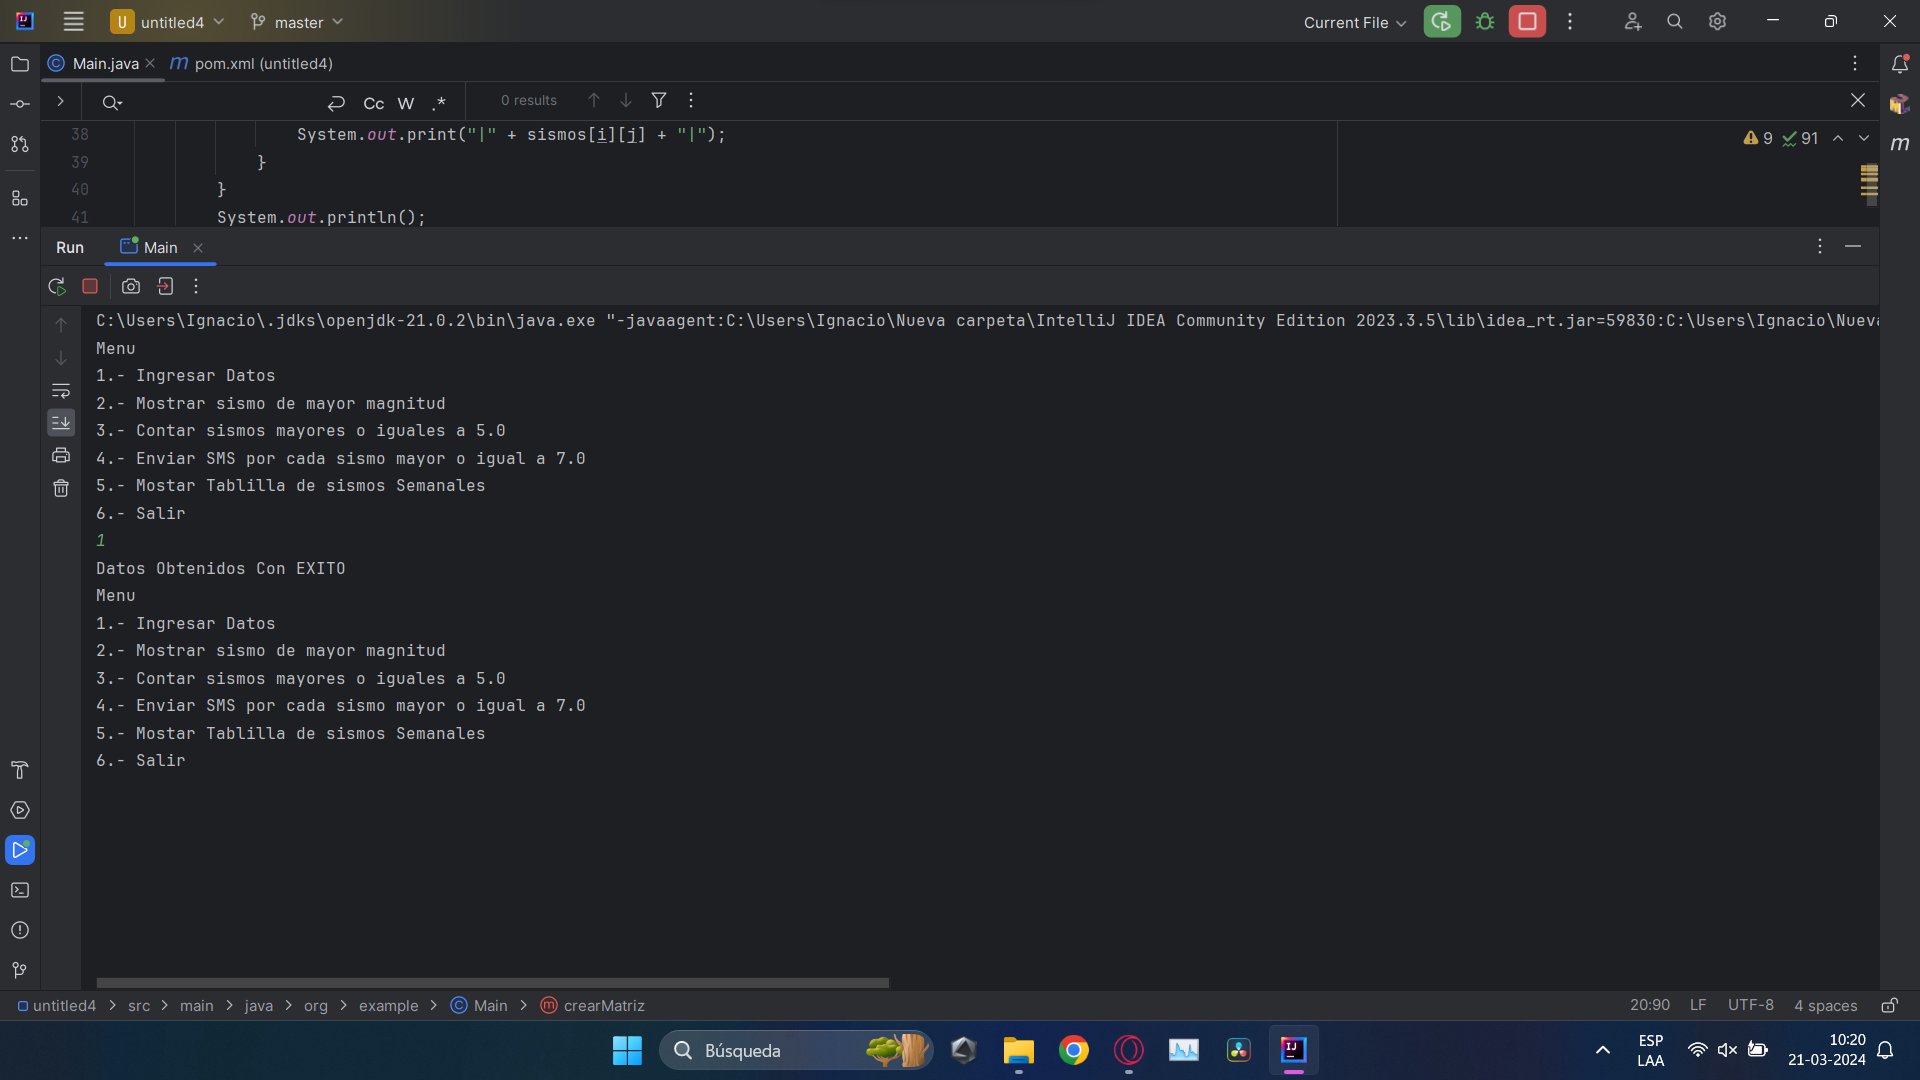 U untitled4 master Current File
Main.java pom.xml (untitled4)
Cc W .* 0 results
38 System.out.print("|" + sismos[i][j] + "|"); 9 91
39 }
40 }
41 System.out.println();
Run Main
C:\Users\Ignacio\.jdks\openjdk-21.0.2\bin\java.exe "-javaagent:C:\Users\Ignacio\Nueva carpeta\IntelliJ IDEA Community Edition 2023.3.5\lib\idea_rt.jar=59830:C:\Users\Ignacio\Nueva
Menu
1.- Ingresar Datos
2.- Mostrar sismo de mayor magnitud
3.- Contar sismos mayores o iguales a 5.0
4.- Enviar SMS por cada sismo mayor o igual a 7.0
5.- Mostar Tablilla de sismos Semanales
6.- Salir
1
Datos Obtenidos Con EXITO
Menu
1.- Ingresar Datos
2.- Mostrar sismo de mayor magnitud
3.- Contar sismos mayores o iguales a 5.0
4.- Enviar SMS por cada sismo mayor o igual a 7.0
5.- Mostar Tablilla de sismos Semanales
6.- Salir
untitled4 > src > main > java > org > example > Main > crearMatriz 20:90 LF UTF-8 4 spaces
Búsqueda
ESP
LAA
10:20
21-03-2024